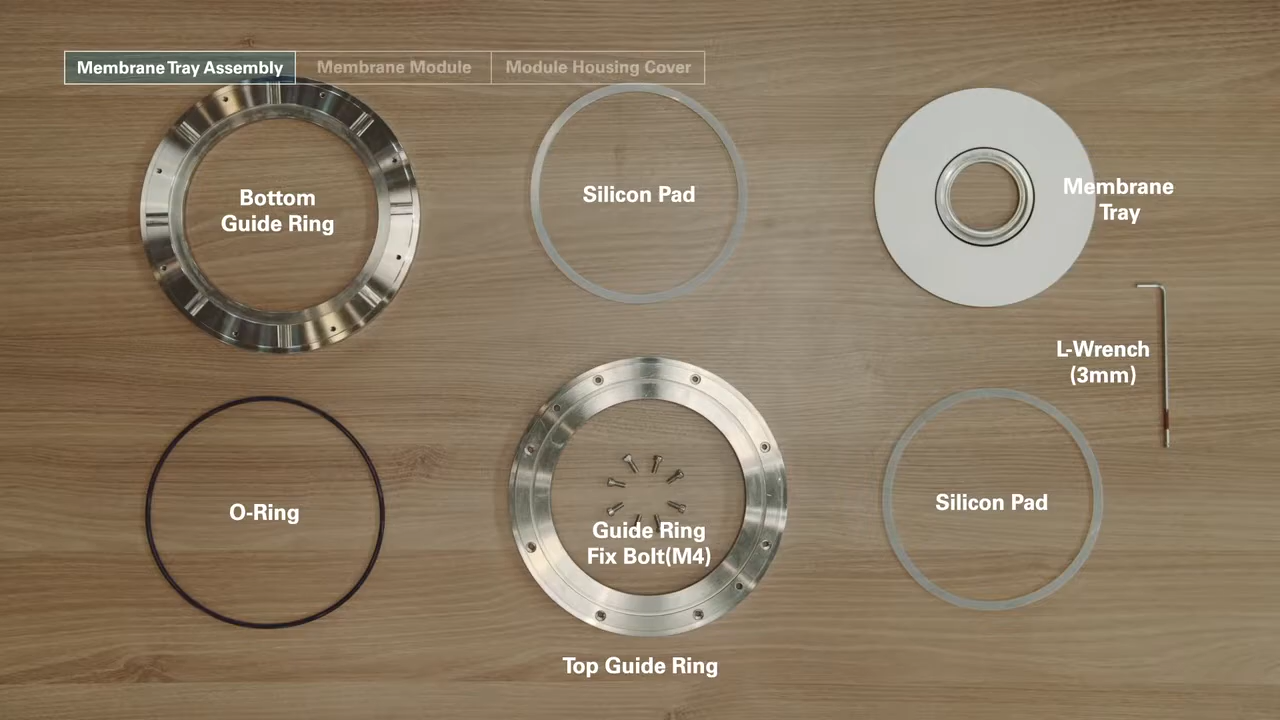 Membrane Tray Assembly
Membrane Module
Module Housing Cover
Bottom
Guide Ring
Silicon Pad
Membrane
Tray
L-Wrench
(3mm)
O-Ring
Guide Ring
Fix Bolt(M4)
Silicon Pad
Top Guide Ring